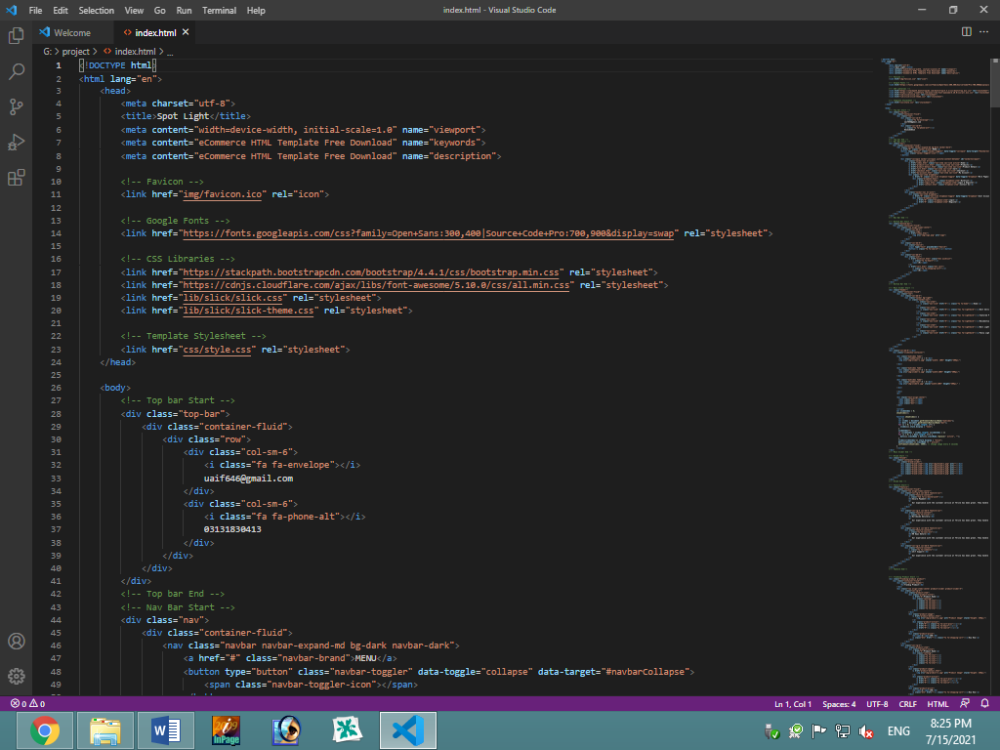 File Edit Selection View Go Run Terminal Help index.html - Visual Studio Code
Welcome index.html
G: > project > index.html > ...
1 <!DOCTYPE html>
2 <html lang="en">
3 <head>
4 <meta charset="utf-8">
5 <title>Spot Light</title>
6 <meta content="width=device-width, initial-scale=1.0" name="viewport">
7 <meta content="eCommerce HTML Template Free Download" name="keywords">
8 <meta content="eCommerce HTML Template Free Download" name="description">
9
10 <!-- Favicon -->
11 <link href="img/favicon.ico" rel="icon">
12
13 <!-- Google Fonts -->
14 <link href="https://fonts.googleapis.com/css?family=Open+Sans:300,400|Source+Code+Pro:700,900&display=swap" rel="stylesheet">
15
16 <!-- CSS Libraries -->
17 <link href="https://stackpath.bootstrapcdn.com/bootstrap/4.4.1/css/bootstrap.min.css" rel="stylesheet">
18 <link href="https://cdnjs.cloudflare.com/ajax/libs/font-awesome/5.10.0/css/all.min.css" rel="stylesheet">
19 <link href="lib/slick/slick.css" rel="stylesheet">
20 <link href="lib/slick/slick-theme.css" rel="stylesheet">
21
22 <!-- Template Stylesheet -->
23 <link href="css/style.css" rel="stylesheet">
24 </head>
25
26 <body>
27 <!-- Top bar Start -->
28 <div class="top-bar">
29 <div class="container-fluid">
30 <div class="row">
31 <div class="col-sm-6">
32 <i class="fa fa-envelope"></i>
33 uaif646@gmail.com
34 </div>
35 <div class="col-sm-6">
36 <i class="fa fa-phone-alt"></i>
37 03131830413
38 </div>
39 </div>
40 </div>
41 </div>
42 <!-- Top bar End -->
43 <!-- Nav Bar Start -->
44 <div class="nav">
45 <div class="container-fluid">
46 <nav class="navbar navbar-expand-md bg-dark navbar-dark">
47 <a href="#" class="navbar-brand">MENU</a>
48 <button type="button" class="navbar-toggler" data-toggle="collapse" data-target="#navbarCollapse">
49 <span class="navbar-toggler-icon"></span>
0 0 Ln 1, Col 1 Spaces: 4 UTF-8 CRLF HTML
W InPage ENG 8:25 PM
7/15/2021